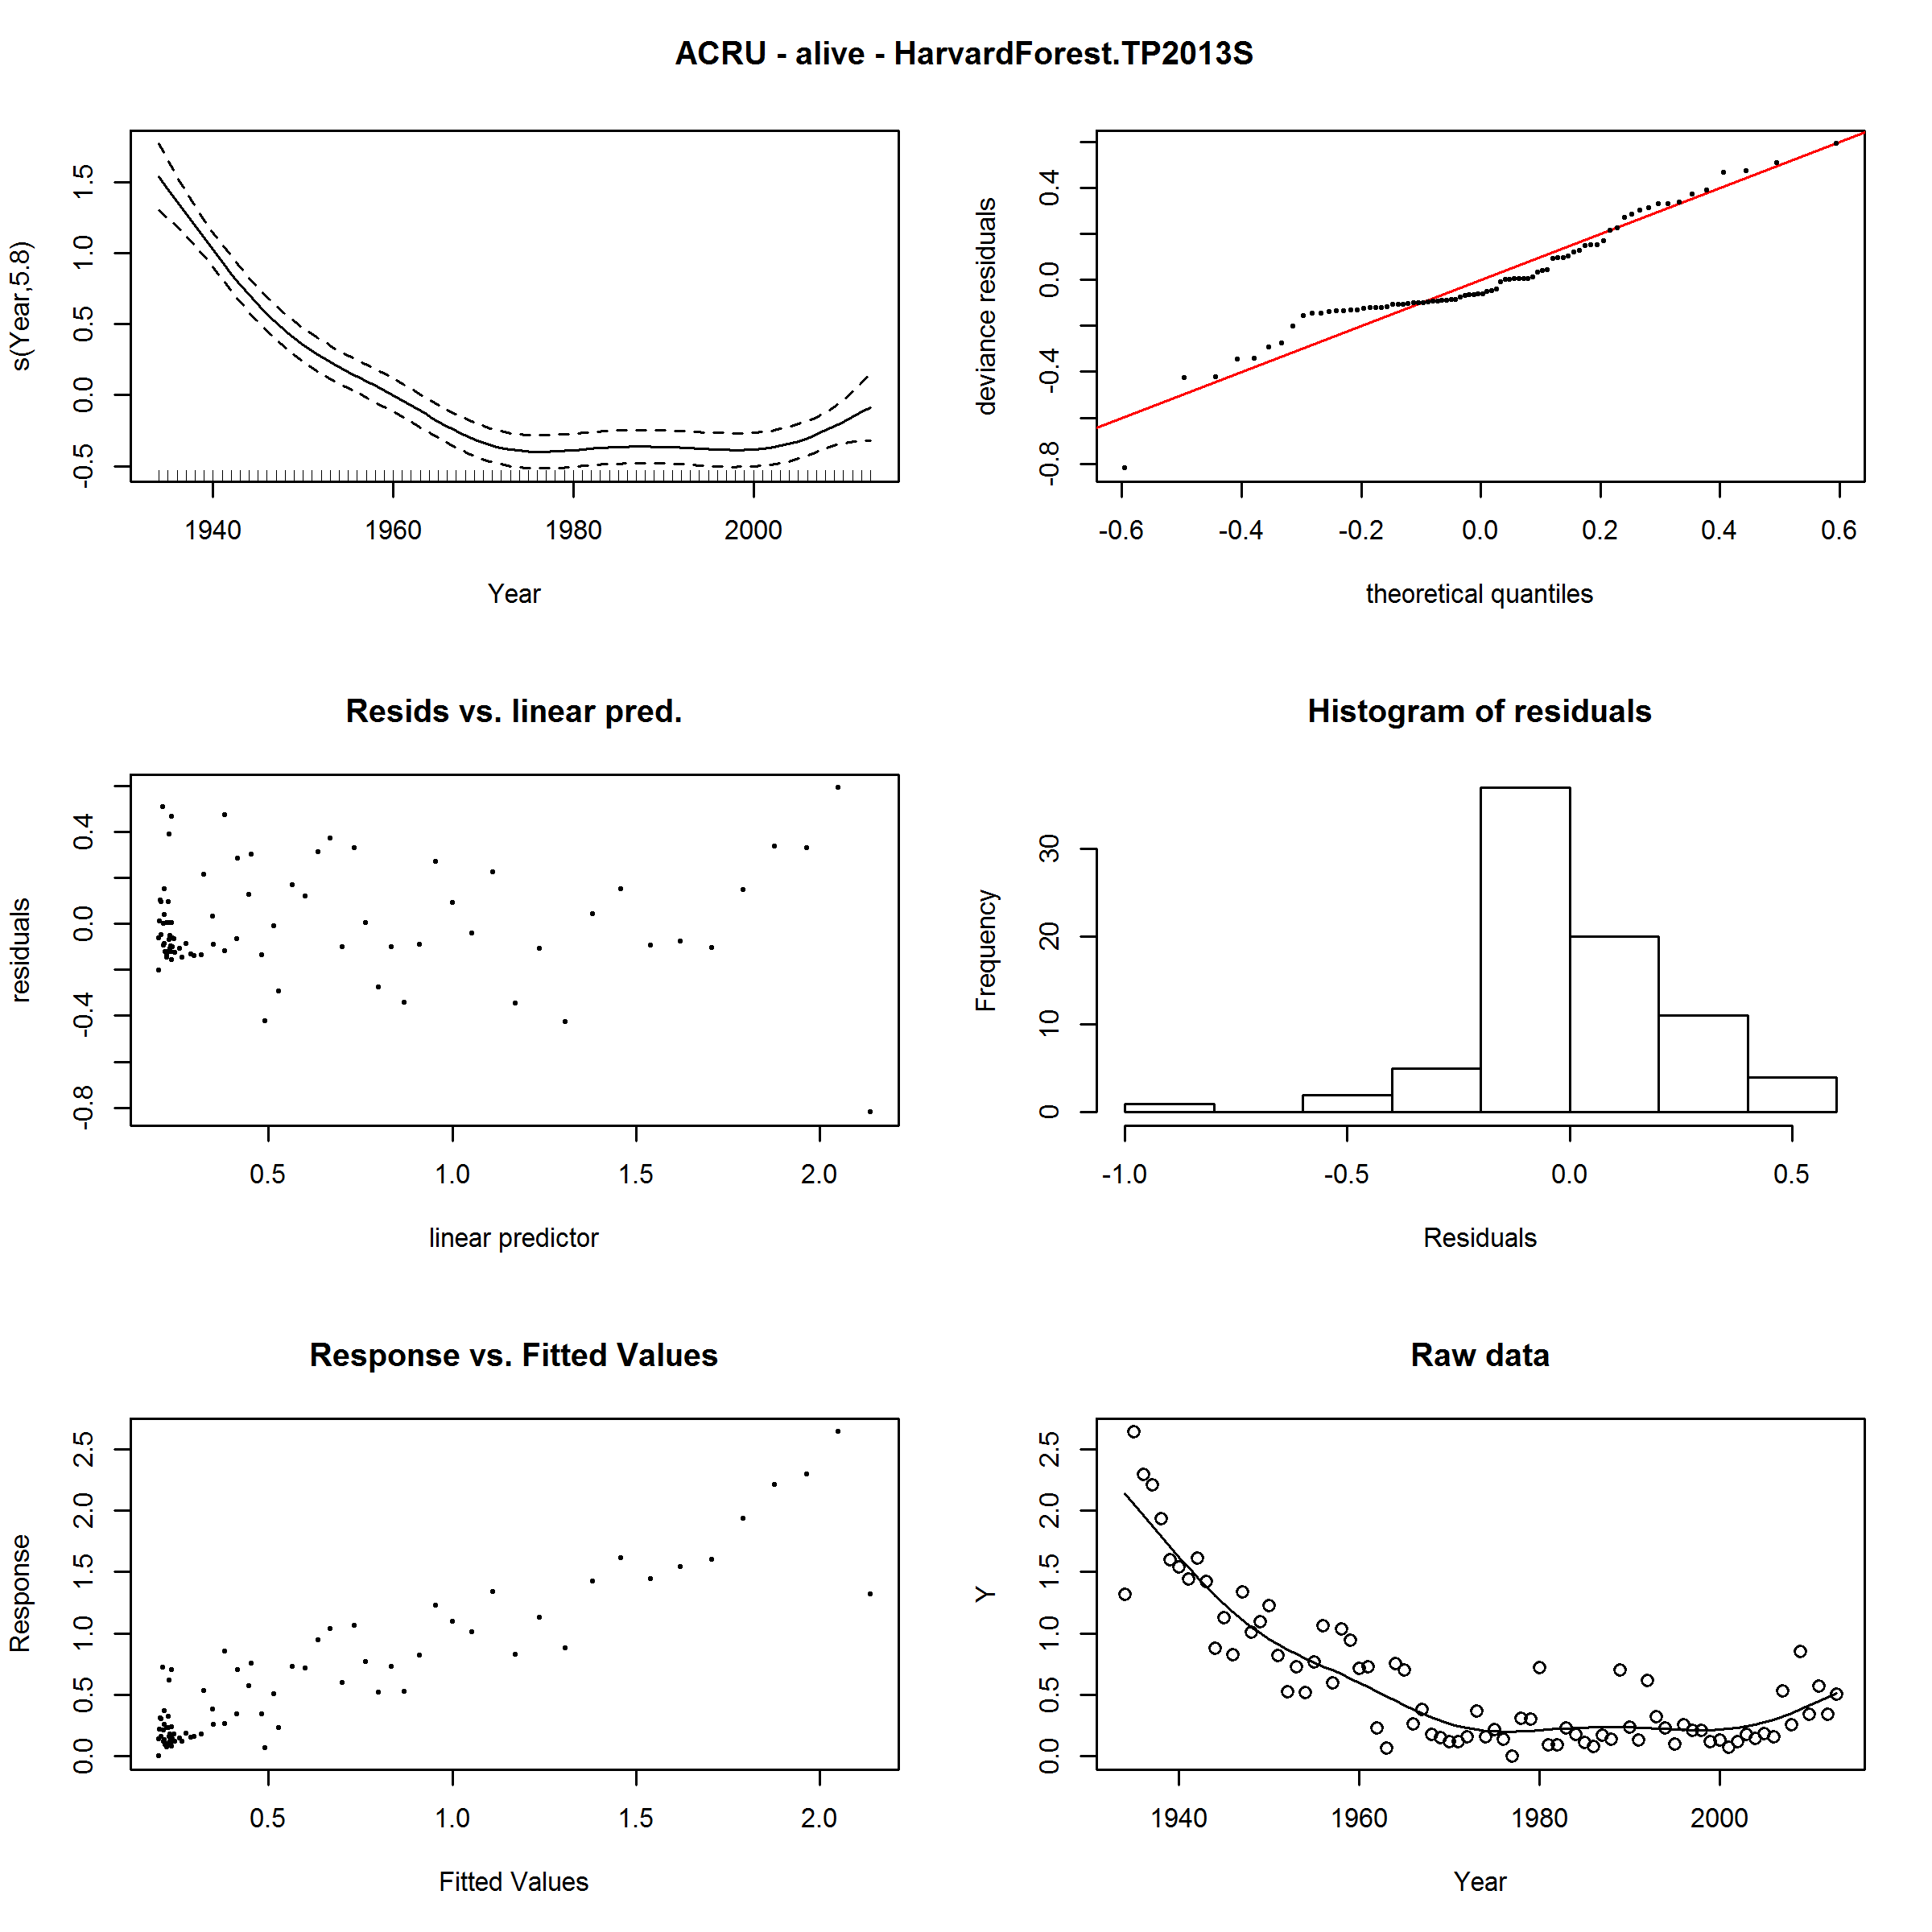 ACRU - alive - HarvardForest.TP2013S
s(Year,5.8)
1.5
1.0
0.5
0.0
-0.5
1940 1960 1980 2000
Year
deviance residuals
0.4
0.0
-0.4
-0.8
-0.6 -0.4 -0.2 0.0 0.2 0.4 0.6
theoretical quantiles
Resids vs. linear pred.
residuals
0.4
0.0
-0.4
-0.8
0.5 1.0 1.5 2.0
linear predictor
Histogram of residuals
Frequency
30
20
10
0
-1.0 -0.5 0.0 0.5
Residuals
Response vs. Fitted Values
Response
2.5
2.0
1.5
1.0
0.5
0.0
0.5 1.0 1.5 2.0
Fitted Values
Raw data
Y
2.5
2.0
1.5
1.0
0.5
0.0
1940 1960 1980 2000
Year